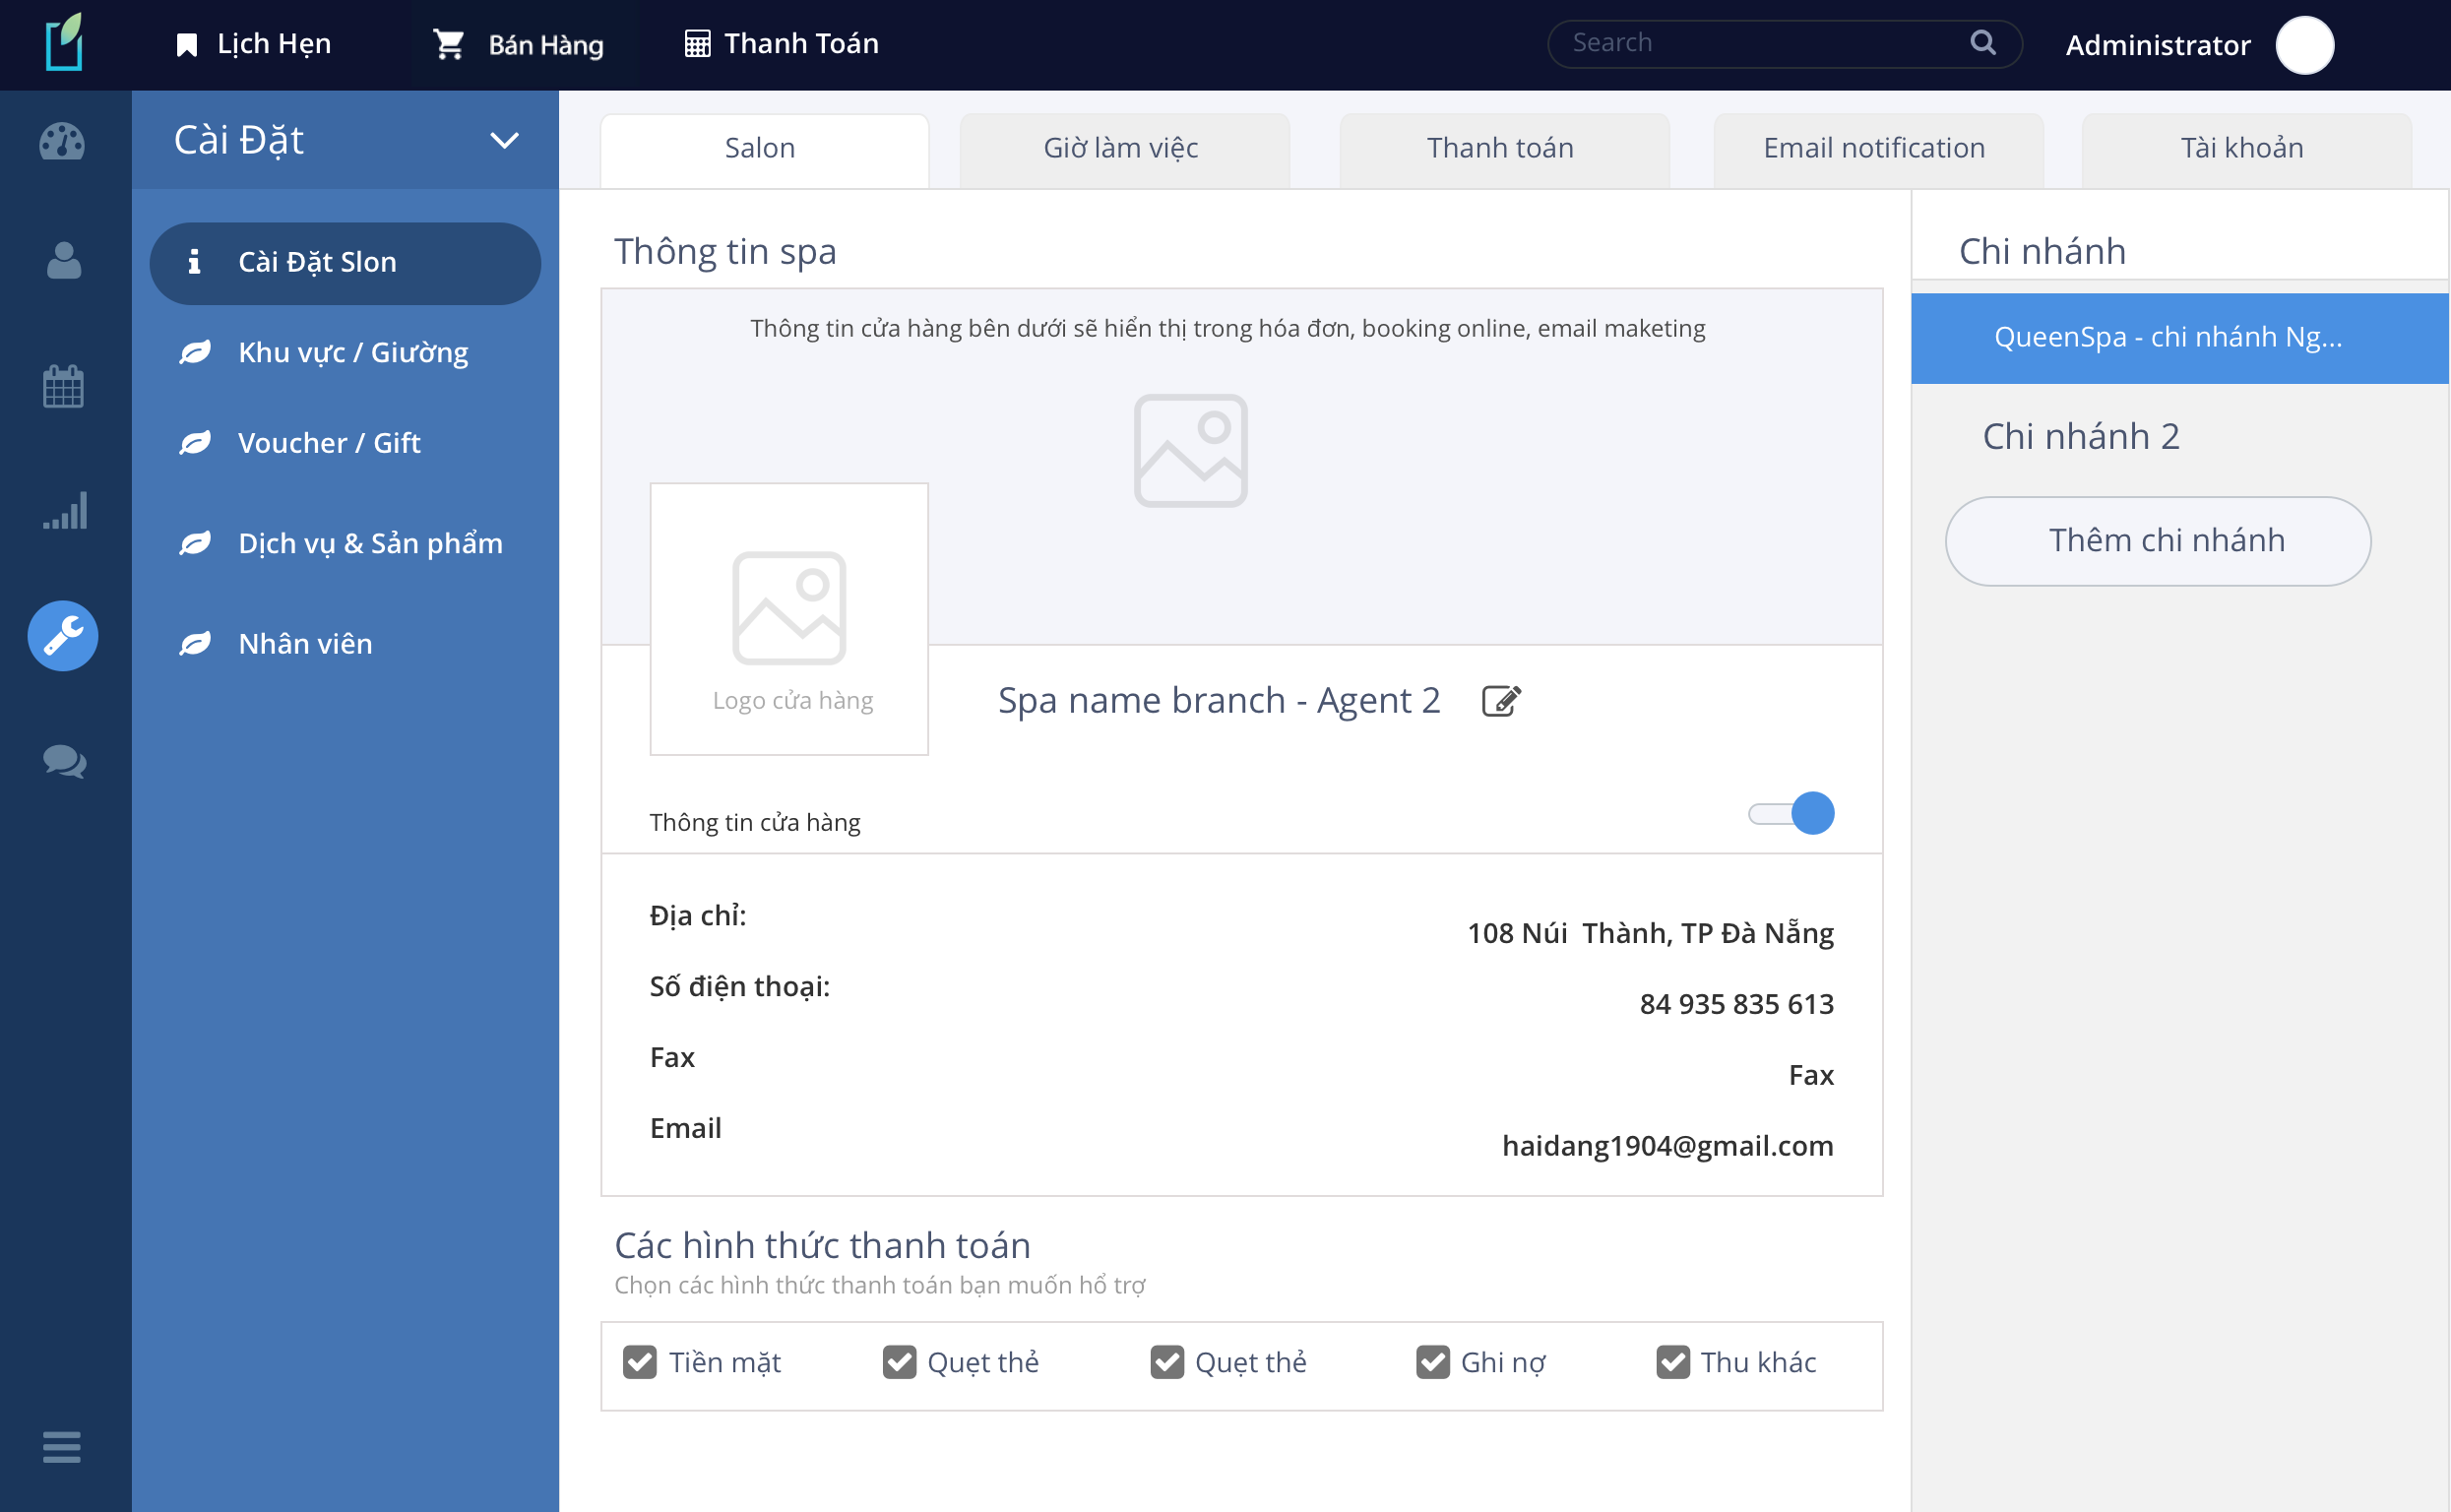 Lịch Hẹn
Bán Hàng
Thanh Toán
Search
Administrator
Cài Đặt
Cài Đặt Slon
Khu vực / Giường
Voucher / Gift
Dịch vụ & Sản phẩm
Nhân viên
Salon
Giờ làm việc
Thanh toán
Email notification
Tài khoản
Thông tin spa
Thông tin cửa hàng bên dưới sẽ hiển thị trong hóa đơn, booking online, email maketing
Logo cửa hàng
Spa name branch - Agent 2
Thông tin cửa hàng
Địa chỉ:
108 Núi  Thành, TP Đà Nẵng
Số điện thoại:
84 935 835 613
Fax
Fax
Email
haidang1904@gmail.com
Các hình thức thanh toán
Chọn các hình thức thanh toán bạn muốn hổ trợ
Tiền mặt
Quẹt thẻ
Quẹt thẻ
Ghi nợ
Thu khác
Chi nhánh
QueenSpa - chi nhánh Ng...
Chi nhánh 2
Thêm chi nhánh